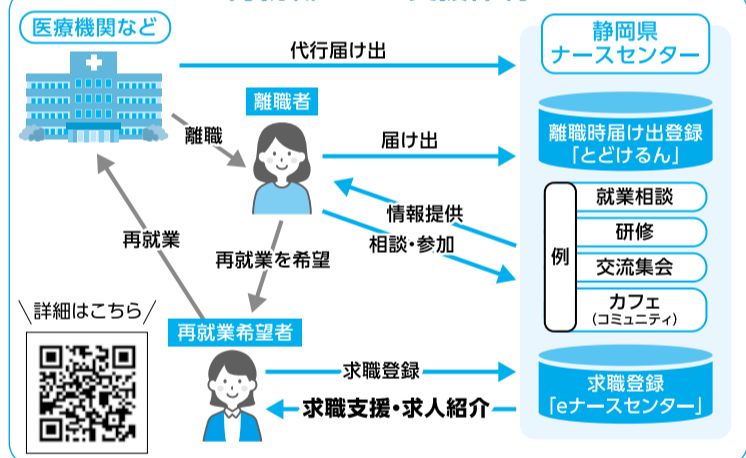 医療機関など
代行届け出
静岡県
ナースセンター
離職者
離職
届け出
離職時届け出登録
「とどけるん」
情報提供
相談・参加
例
就業相談
研修
交流集会
カフェ
(コミュニティ)
再就業
再就業を希望
詳細はこちら
再就業希望者
求職登録
求職支援・求人紹介
求職登録
「eナースセンター」